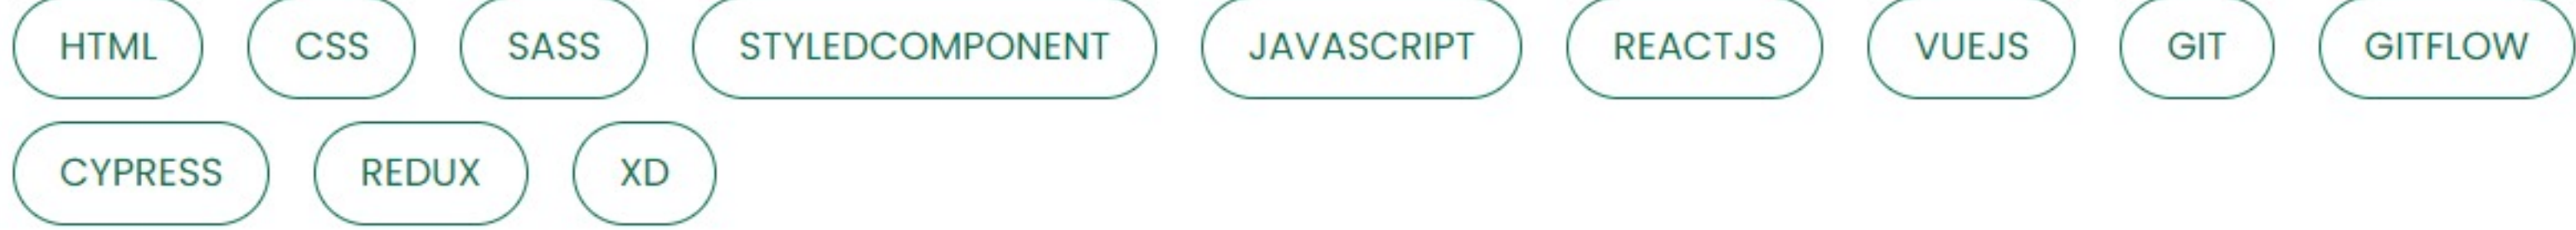 HTML CSS SASS STYLEDCOMPONENT JAVASCRIPT REACTJS VUEJS GIT GITFLOW
CYPRESS REDUX XD